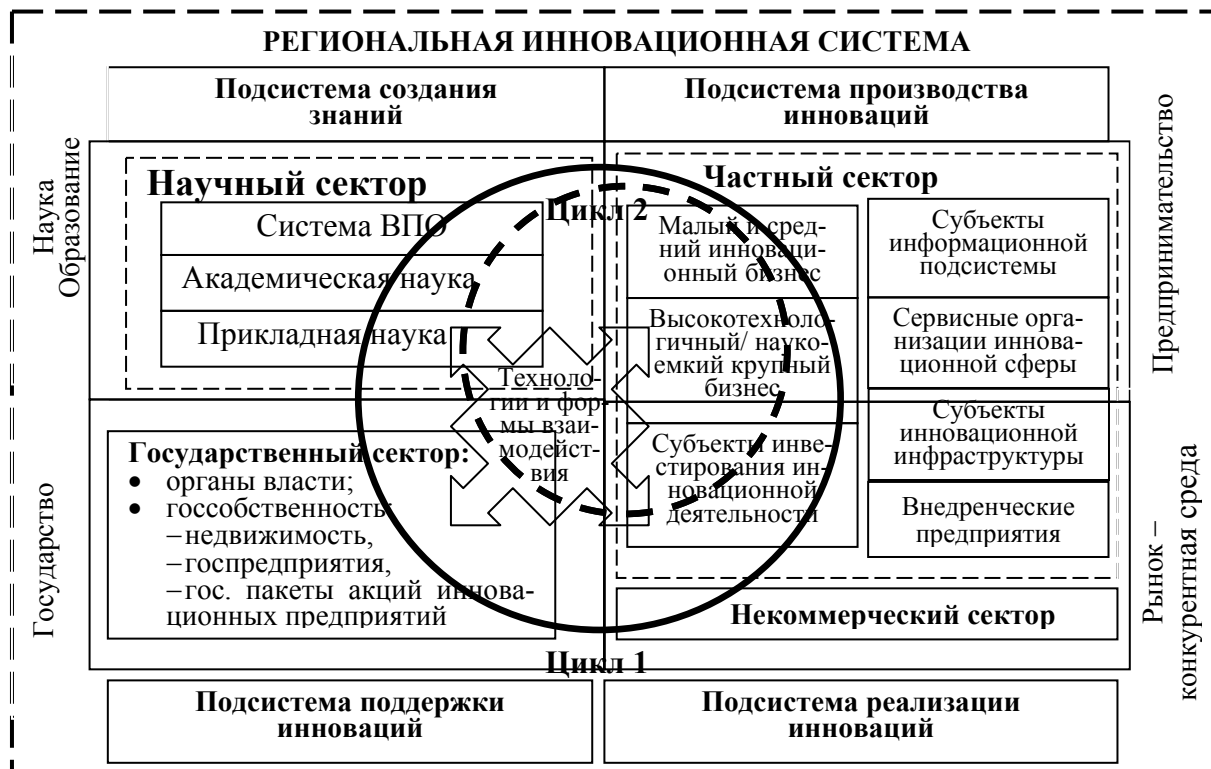 РЕГИОНАЛЬНАЯ ИННОВАЦИОННАЯ СИСТЕМА
Подсистема создания
знаний
Подсистема производства
инноваций
Наука
Образование
Научный сектор
Система ВПО
Академическая наука
Прикладная наука
Цикл 2
Частный сектор
Малый и сред-
ний инноваци-
онный бизнес
Высокотехноло-
гичный/ науко-
емкий крупный
бизнес
Субъекты инве-
стирования ин-
новационной
деятельности
Субъекты
информационной
подсистемы
Сервисные орга-
низации иннова-
ционной сферы
Субъекты
инновационной
инфраструктуры
Внедренческие
предприятия
Предпринимательство
Техноло-
гии и фор-
мы взаи-
модейст-
вия
Государство
Государственный сектор:
• органы власти;
• госсобственность:
−недвижимость,
−госпредприятия,
−гос. пакеты акций иннова-
ционных предприятий
Некоммерческий сектор
Рынок –
конкурентная среда
Цикл 1
Подсистема поддержки
инноваций
Подсистема реализации
инноваций